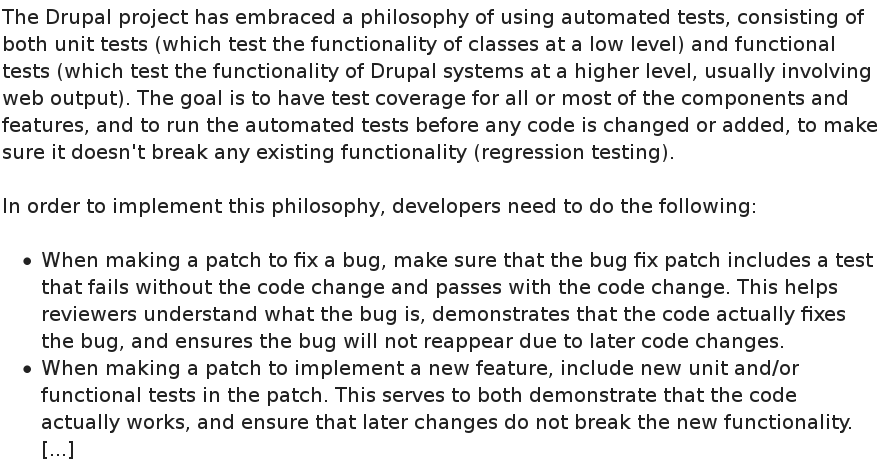 The Drupal project has embraced a philosophy of using automated tests, consisting of
both unit tests (which test the functionality of classes at a low level) and functional
tests (which test the functionality of Drupal systems at a higher level, usually involving
web output). The goal is to have test coverage for all or most of the components and
features, and to run the automated tests before any code is changed or added, to make
sure it doesn't break any existing functionality (regression testing).
In order to implement this philosophy, developers need to do the following:
• When making a patch to fix a bug, make sure that the bug fix patch includes a test
that fails without the code change and passes with the code change. This helps
reviewers understand what the bug is, demonstrates that the code actually fixes
the bug, and ensures the bug will not reappear due to later code changes.
• When making a patch to implement a new feature, include new unit and/or
functional tests in the patch. This serves to both demonstrate that the code
actually works, and ensure that later changes do not break the new functionality.
[...]